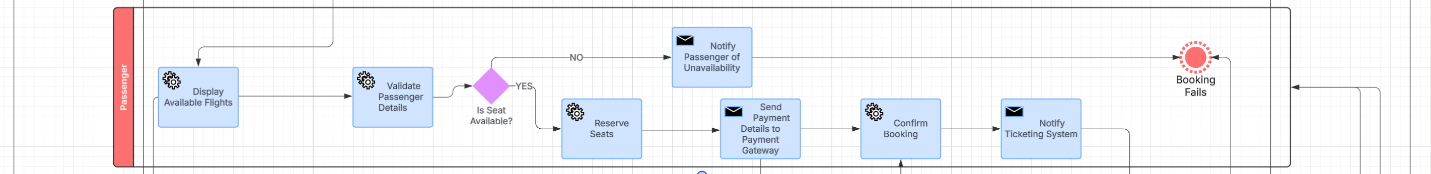 Passenger
Display
Available Flights
Validate
Passenger
Details
Is Seat
Available?
NO
YES
Notify
Passenger of
Unavailability
Reserve
Seats
Send
Payment
Details to
Payment
Gateway
Confirm
Booking
Notify
Ticketing System
Booking
Fails